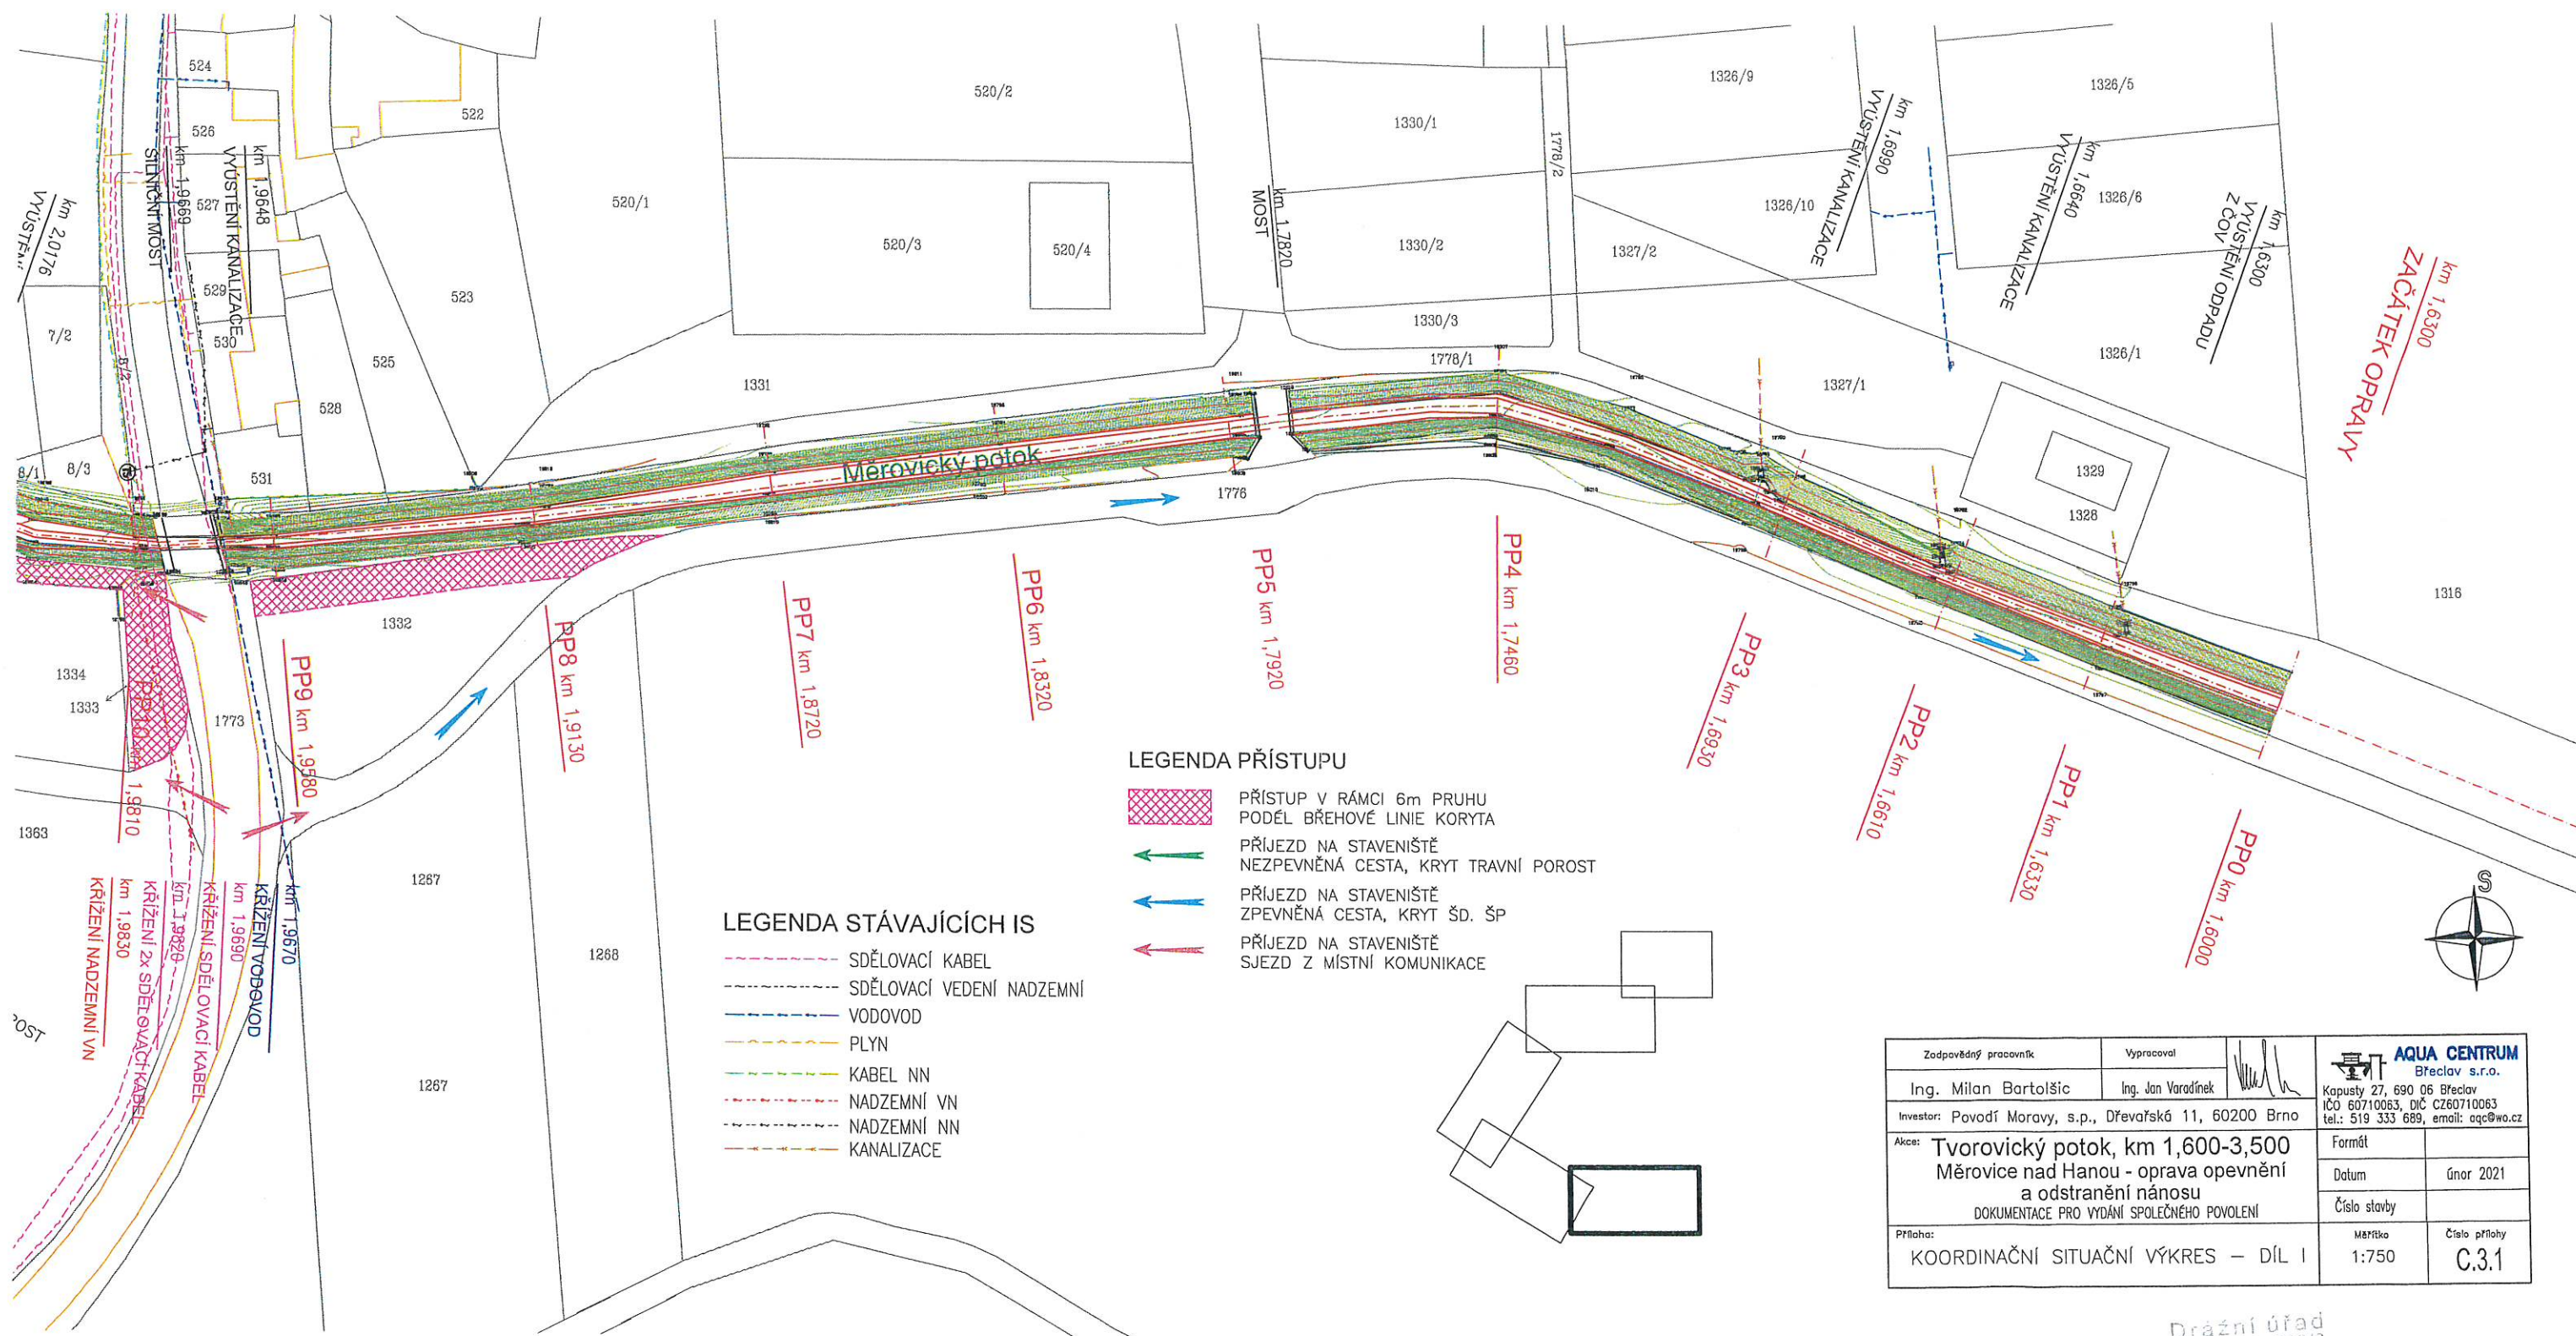 524
526
527
529
530
531
522
523
525
528
7/2
8/1
8/3
8/2
520/1
520/2
520/3
520/4
1331
1330/1
1330/2
1330/3
1778/1
1778/2
1326/9
1326/10
1327/2
1327/1
1326/5
1326/6
1326/1
1329
1328
1316
1776
1332
1334
1333
1773
1363
1267
1267
1268
km 2,0176
km 1,9669
SILNIČNÍ MOST
km 1,9648
VYÚSTĚNÍ KANALIZACE
km 1,7820
MOST
km 1,6990
VYÚSTĚNÍ KANALIZACE
km 1,6640
VYÚSTĚNÍ KANALIZACE
km 1,6300
VYÚSTĚNÍ ODPADU
Z ČOV
km 1,6300
ZAČÁTEK OPRAVY
Měrovický potok
PP10 km 1,9810
PP9 km 1,9580
PP8 km 1,9130
PP7 km 1,8720
PP6 km 1,8320
PP5 km 1,7920
PP4 km 1,7460
PP3 km 1,6930
PP2 km 1,6610
PP1 km 1,6330
PP0 km 1,6000
km 1,9830
KŘÍŽENÍ NADZEMNÍ VN
km 1,9820
KŘÍŽENÍ 2x SDĚLOVACÍ KABEL
km 1,9690
KŘÍŽENÍ SDĚLOVACÍ KABEL
km 1,9670
KŘÍŽENÍ VODOVOD
LEGENDA PŘÍSTUPU
PŘÍSTUP V RÁMCI 6m PRUHU
PODÉL BŘEHOVÉ LINIE KORYTA
PŘÍJEZD NA STAVENIŠTĚ
NEZPEVNĚNÁ CESTA, KRYT TRAVNÍ POROST
PŘÍJEZD NA STAVENIŠTĚ
ZPEVNĚNÁ CESTA, KRYT ŠD. ŠP
PŘÍJEZD NA STAVENIŠTĚ
SJEZD Z MÍSTNÍ KOMUNIKACE
LEGENDA STÁVAJÍCÍCH IS
SDĚLOVACÍ KABEL
SDĚLOVACÍ VEDENÍ NADZEMNÍ
VODOVOD
PLYN
KABEL NN
NADZEMNÍ VN
NADZEMNÍ NN
KANALIZACE
S
Zodpovědný pracovník
Vypracoval
Ing. Milan Bartolšic
Ing. Jan Varadínek
AQUA CENTRUM
Břeclav s.r.o.
Kapusty 27, 690 06 Břeclav
IČO 60710063, DIČ CZ60710063
tel.: 519 333 689, email: aqc@wo.cz
Investor: Povodí Moravy, s.p., Dřevařská 11, 60200 Brno
Akce: Tvorovický potok, km 1,600-3,500
Měrovice nad Hanou - oprava opevnění
a odstranění nánosu
DOKUMENTACE PRO VYDÁNÍ SPOLEČNÉHO POVOLENÍ
Formát
Datum
únor 2021
Číslo stavby
Příloha:
KOORDINAČNÍ SITUAČNÍ VÝKRES – DÍL I
Měřítko
1:750
Číslo přílohy
C.3.1
Drážní úřad